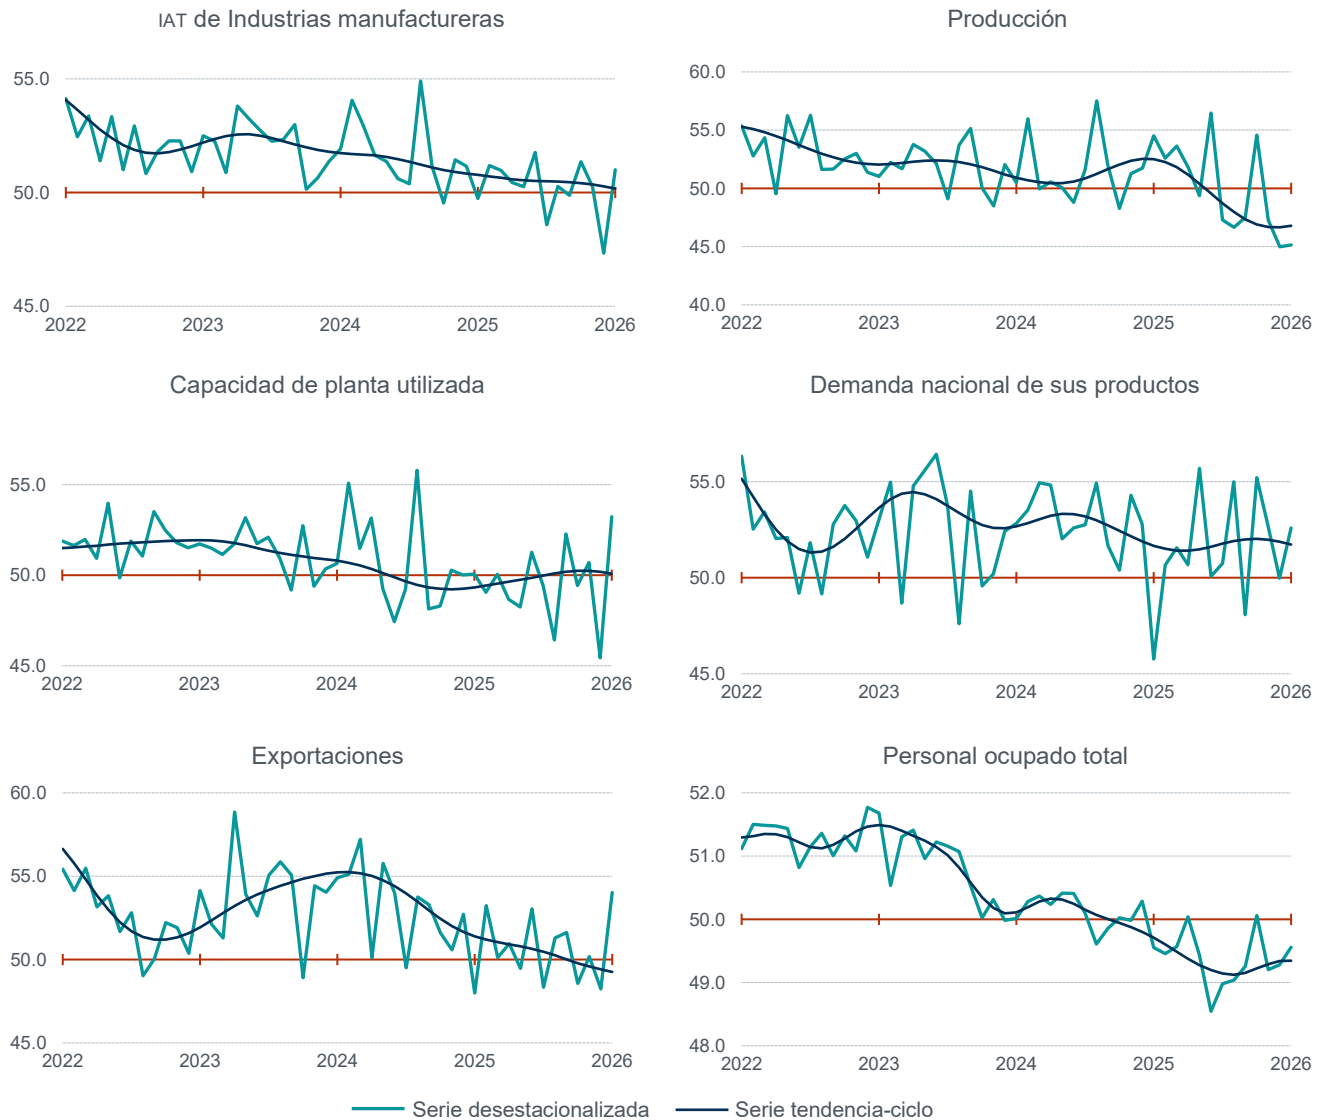 IAT de Industrias manufactureras
55.0
50.0
45.0
2022 2023 2024 2025 2026
Producción
60.0
55.0
50.0
45.0
40.0
2022 2023 2024 2025 2026
Capacidad de planta utilizada
55.0
50.0
45.0
2022 2023 2024 2025 2026
Demanda nacional de sus productos
55.0
50.0
45.0
2022 2023 2024 2025 2026
Exportaciones
60.0
55.0
50.0
45.0
2022 2023 2024 2025 2026
Personal ocupado total
52.0
51.0
50.0
49.0
48.0
2022 2023 2024 2025 2026
Serie desestacionalizada Serie tendencia-ciclo